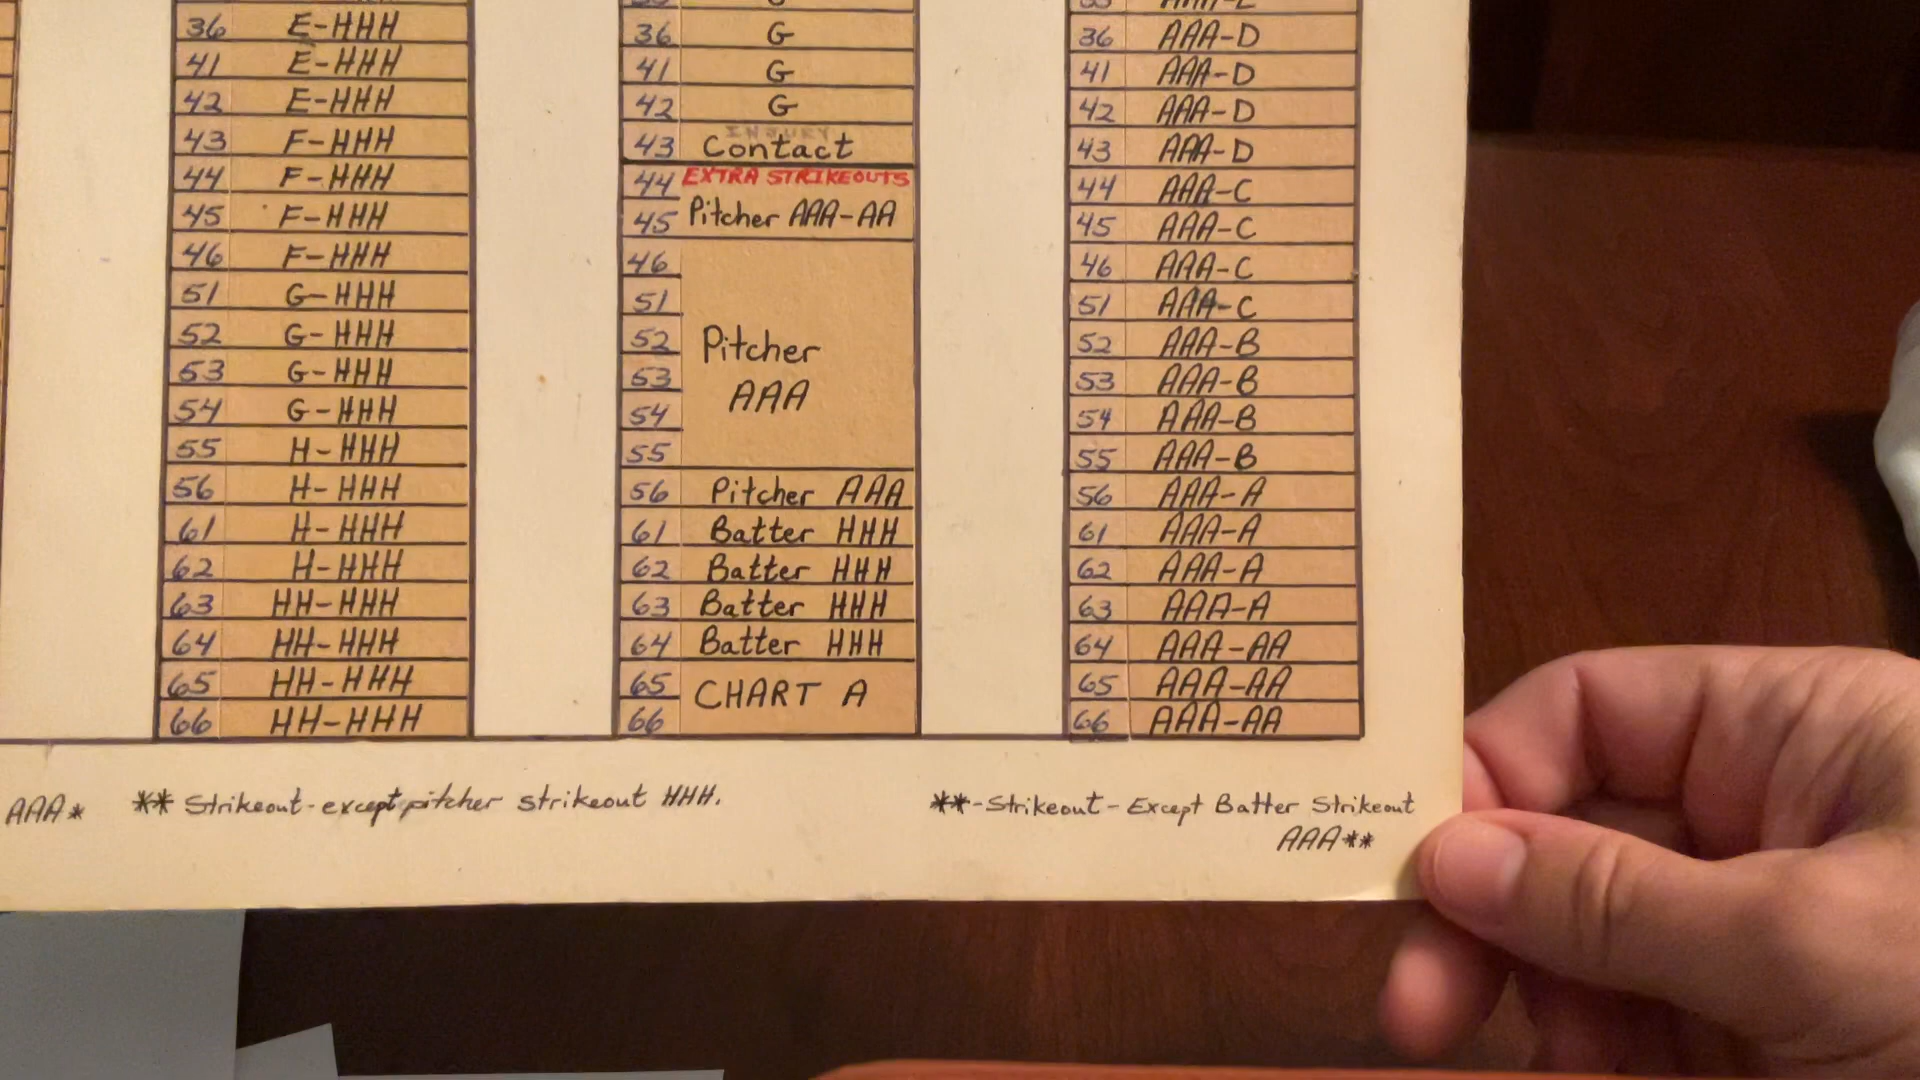 36 E-HHH
41 E-HHH
42 E-HHH
43 F-HHH
44 F-HHH
45 F-HHH
46 F-HHH
51 G-HHH
52 G-HHH
53 G-HHH
54 G-HHH
55 H-HHH
56 H-HHH
61 H-HHH
62 H-HHH
63 HH-HHH
64 HH-HHH
65 HH-HHH
66 HH-HHH
36 G
41 G
42 G
INJURY
43 Contact
44 EXTRA STRIKEOUTS
45 Pitcher AAA-AA
46
51
52 Pitcher
53
54 AAA
55
56 Pitcher AAA
61 Batter HHH
62 Batter HHH
63 Batter HHH
64 Batter HHH
65 CHART A
66
36 AAA-D
41 AAA-D
42 AAA-D
43 AAA-D
44 AAA-C
45 AAA-C
46 AAA-C
51 AAA-C
52 AAA-B
53 AAA-B
54 AAA-B
55 AAA-B
56 AAA-A
61 AAA-A
62 AAA-A
63 AAA-A
64 AAA-AA
65 AAA-AA
66 AAA-AA
AAA*
** Strikeout-except pitcher strikeout HHH.
**-Strikeout-Except Batter Strikeout
AAA**